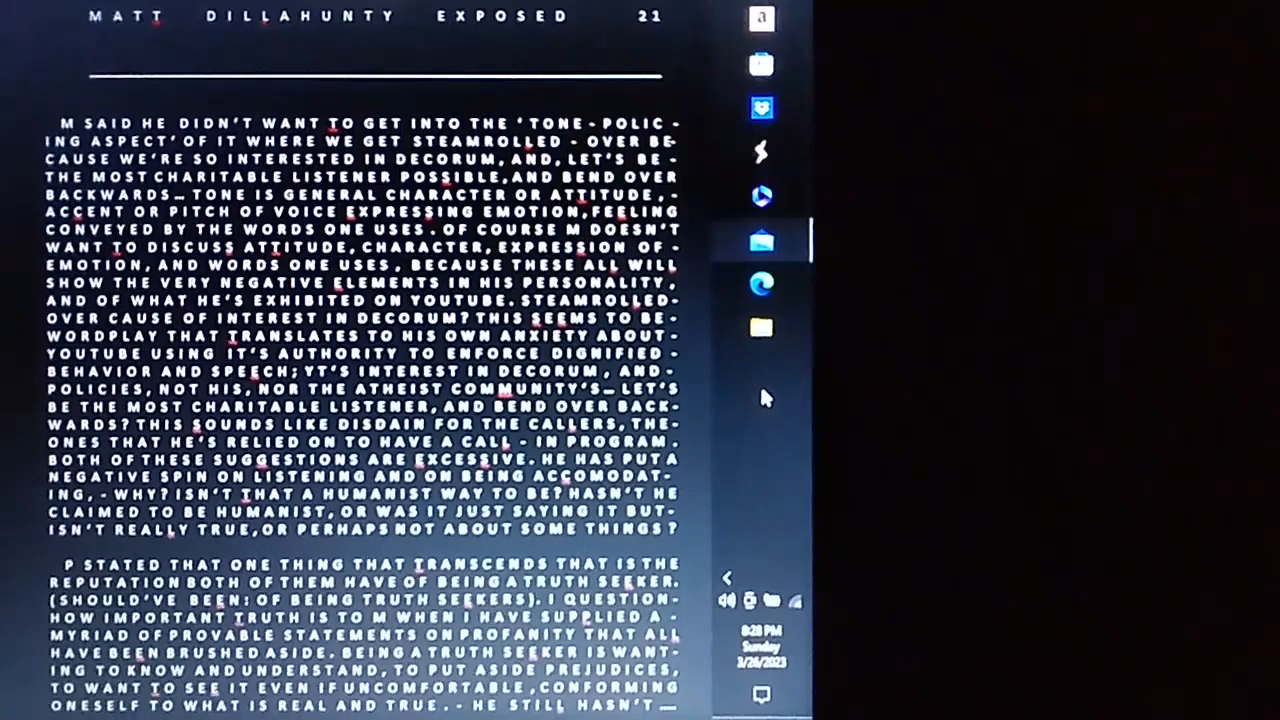 MATT DILLAHUNTY EXPOSED 21
M SAID HE DIDN'T WANT TO GET INTO THE 'TONE-POLIC-
ING ASPECT' OF IT WHERE WE GET STEAMROLLED - OVER BE-
CAUSE WE'RE SO INTERESTED IN DECORUM, AND, LET'S BE-
THE MOST CHARITABLE LISTENER POSSIBLE, AND BEND OVER
BACKWARDS... TONE IS GENERAL CHARACTER OR ATTITUDE,-
ACCENT OR PITCH OF VOICE EXPRESSING EMOTION, FEELING
CONVEYED BY THE WORDS ONE USES. OF COURSE M DOESN'T
WANT TO DISCUSS ATTITUDE, CHARACTER, EXPRESSION OF -
EMOTION, AND WORDS ONE USES, BECAUSE THESE ALL WILL
SHOW THE VERY NEGATIVE ELEMENTS IN HIS PERSONALITY,
AND OF WHAT HE'S EXHIBITED ON YOUTUBE. STEAMROLLED-
OVER CAUSE OF INTEREST IN DECORUM? THIS SEEMS TO BE-
WORDPLAY THAT TRANSLATES TO HIS OWN ANXIETY ABOUT-
YOUTUBE USING IT'S AUTHORITY TO ENFORCE DIGNIFIED -
BEHAVIOR AND SPEECH; YT'S INTEREST IN DECORUM, AND-
POLICIES, NOT HIS, NOR THE ATHEIST COMMUNITY'S... LET'S
BE THE MOST CHARITABLE LISTENER, AND BEND OVER BACK-
WARDS? THIS SOUNDS LIKE DISDAIN FOR THE CALLERS, THE-
ONES THAT HE'S RELIED ON TO HAVE A CALL - IN PROGRAM.
BOTH OF THESE SUGGESTIONS ARE EXCESSIVE. HE HAS PUT A
NEGATIVE SPIN ON LISTENING AND ON BEING ACCOMODAT-
ING, - WHY? ISN'T THAT A HUMANIST WAY TO BE? HASN'T HE
CLAIMED TO BE HUMANIST, OR WAS IT JUST SAYING IT BUT-
ISN'T REALLY TRUE, OR PERHAPS NOT ABOUT SOME THINGS?
P STATED THAT ONE THING THAT TRANSCENDS THAT IS THE
REPUTATION BOTH OF THEM HAVE OF BEING A TRUTH SEEKER.
(SHOULD'VE BEEN: OF BEING TRUTH SEEKERS). I QUESTION-
HOW IMPORTANT TRUTH IS TO M WHEN I HAVE SUPPLIED A -
MYRIAD OF PROVABLE STATEMENTS ON PROFANITY THAT ALL
HAVE BEEN BRUSHED ASIDE. BEING A TRUTH SEEKER IS WANT-
ING TO KNOW AND UNDERSTAND, TO PUT ASIDE PREJUDICES,
TO WANT TO SEE IT EVEN IF UNCOMFORTABLE, CONFORMING
ONESELF TO WHAT IS REAL AND TRUE. - HE STILL HASN'T...
a
8:28 PM
Sunday
3/26/2023